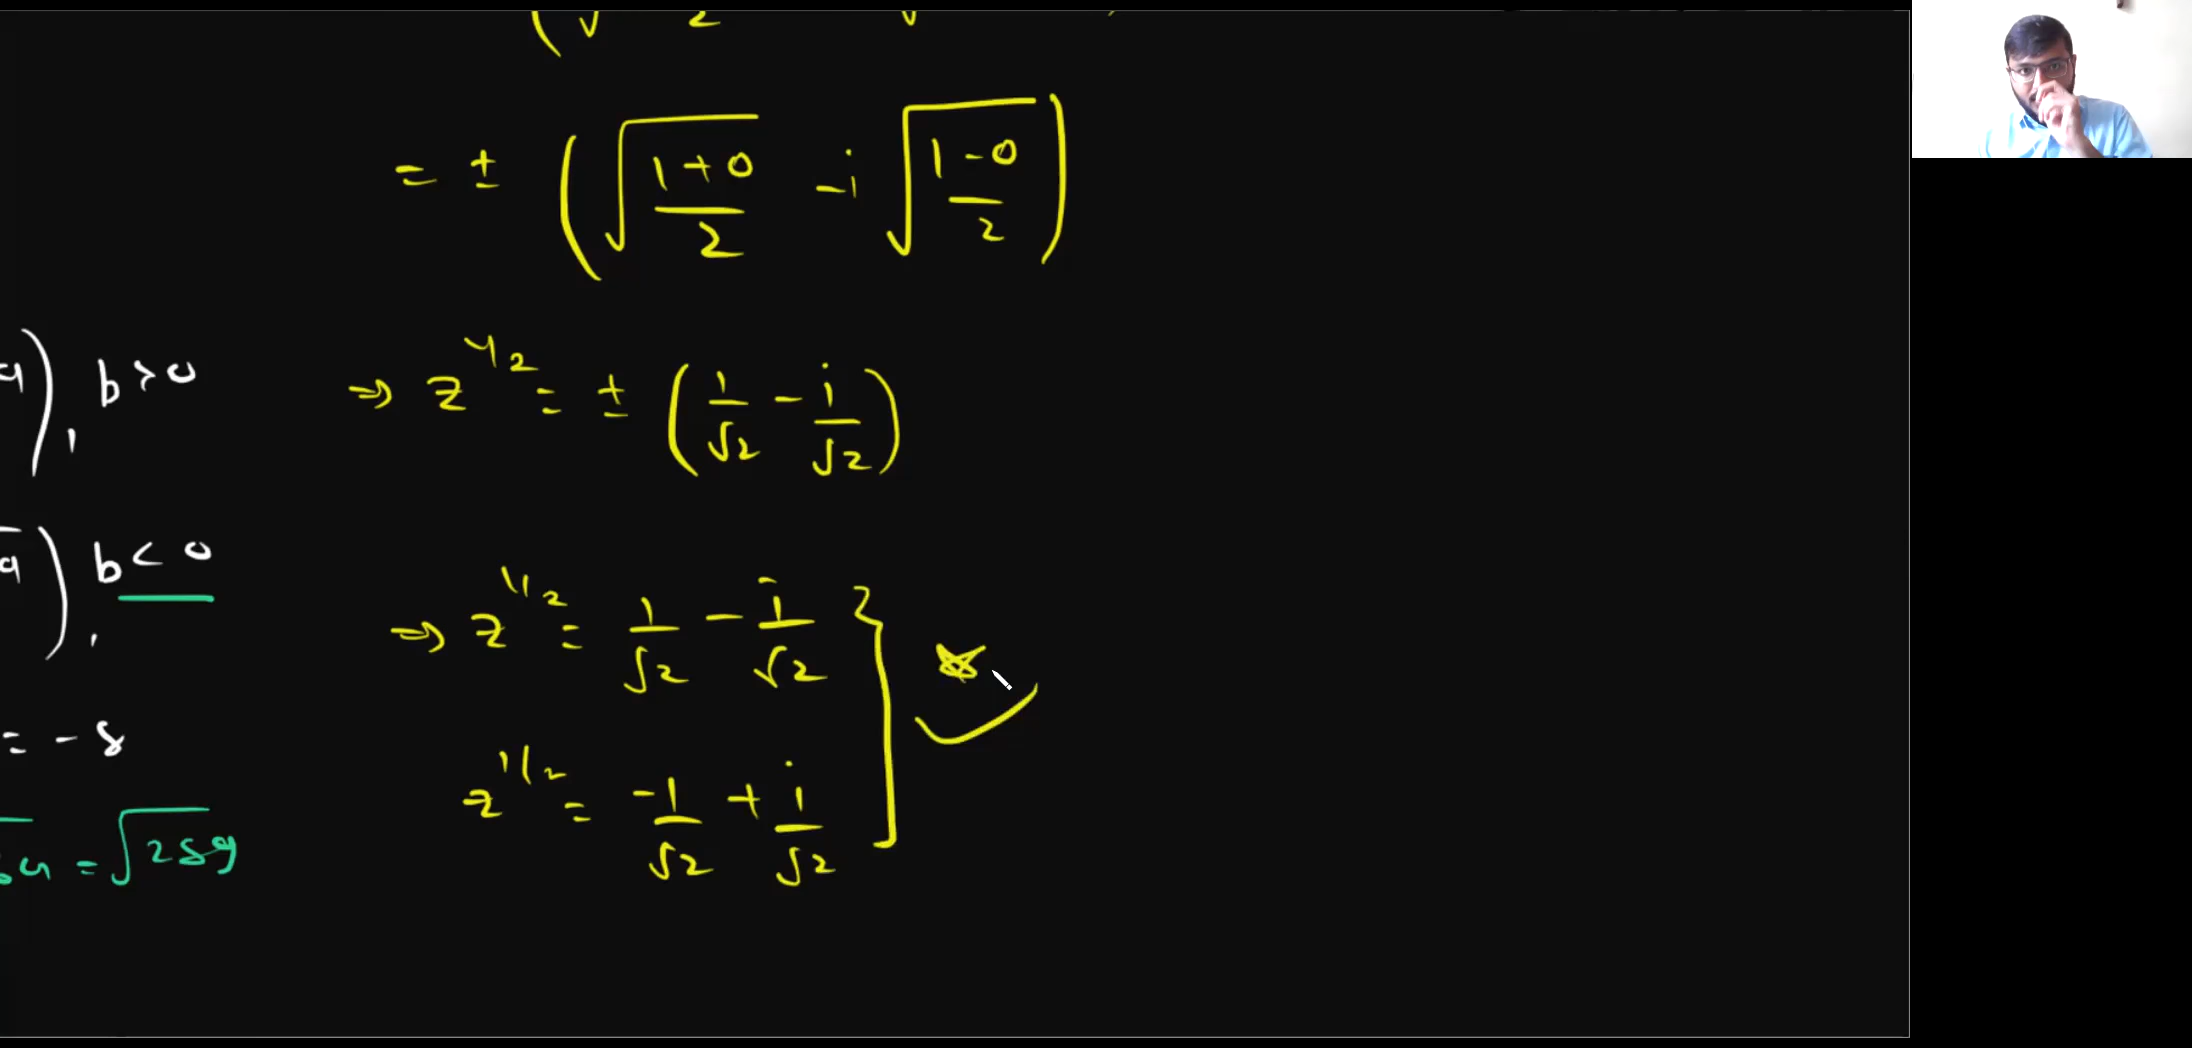 = ± (√((1+0)/2) - i √((1-0)/2))
a), b>0
⇒ z^1/2 = ± (1/√2 - i/√2)
a), b<0
⇒ z^1/2 = 1/√2 - i/√2
= -8
z^1/2 = -1/√2 + i/√2
= √289